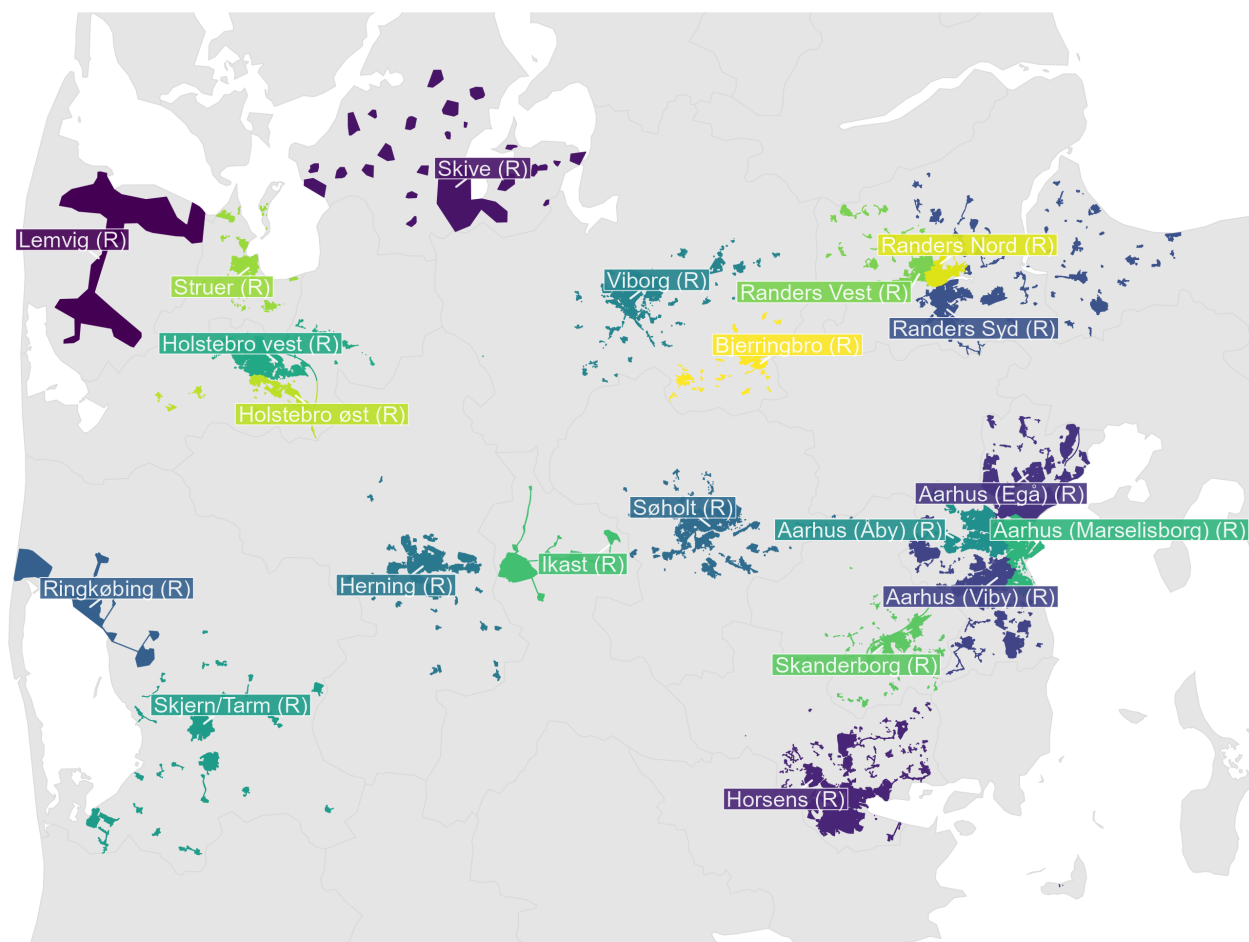 Skive (R)
Lemvig (R)
Randers Nord (R)
Viborg (R)
Struer (R)
Randers Vest (R)
Randers Syd (R)
Holstebro vest (R)
Bjerringbro (R)
Holstebro øst (R)
Aarhus (Egå) (R)
Søholt (R)
Aarhus (Åby) (R)
Aarhus (Marselisborg) (R)
Ikast (R)
Herning (R)
Ringkøbing (R)
Aarhus (Viby) (R)
Skanderborg (R)
Skjern/Tarm (R)
Horsens (R)